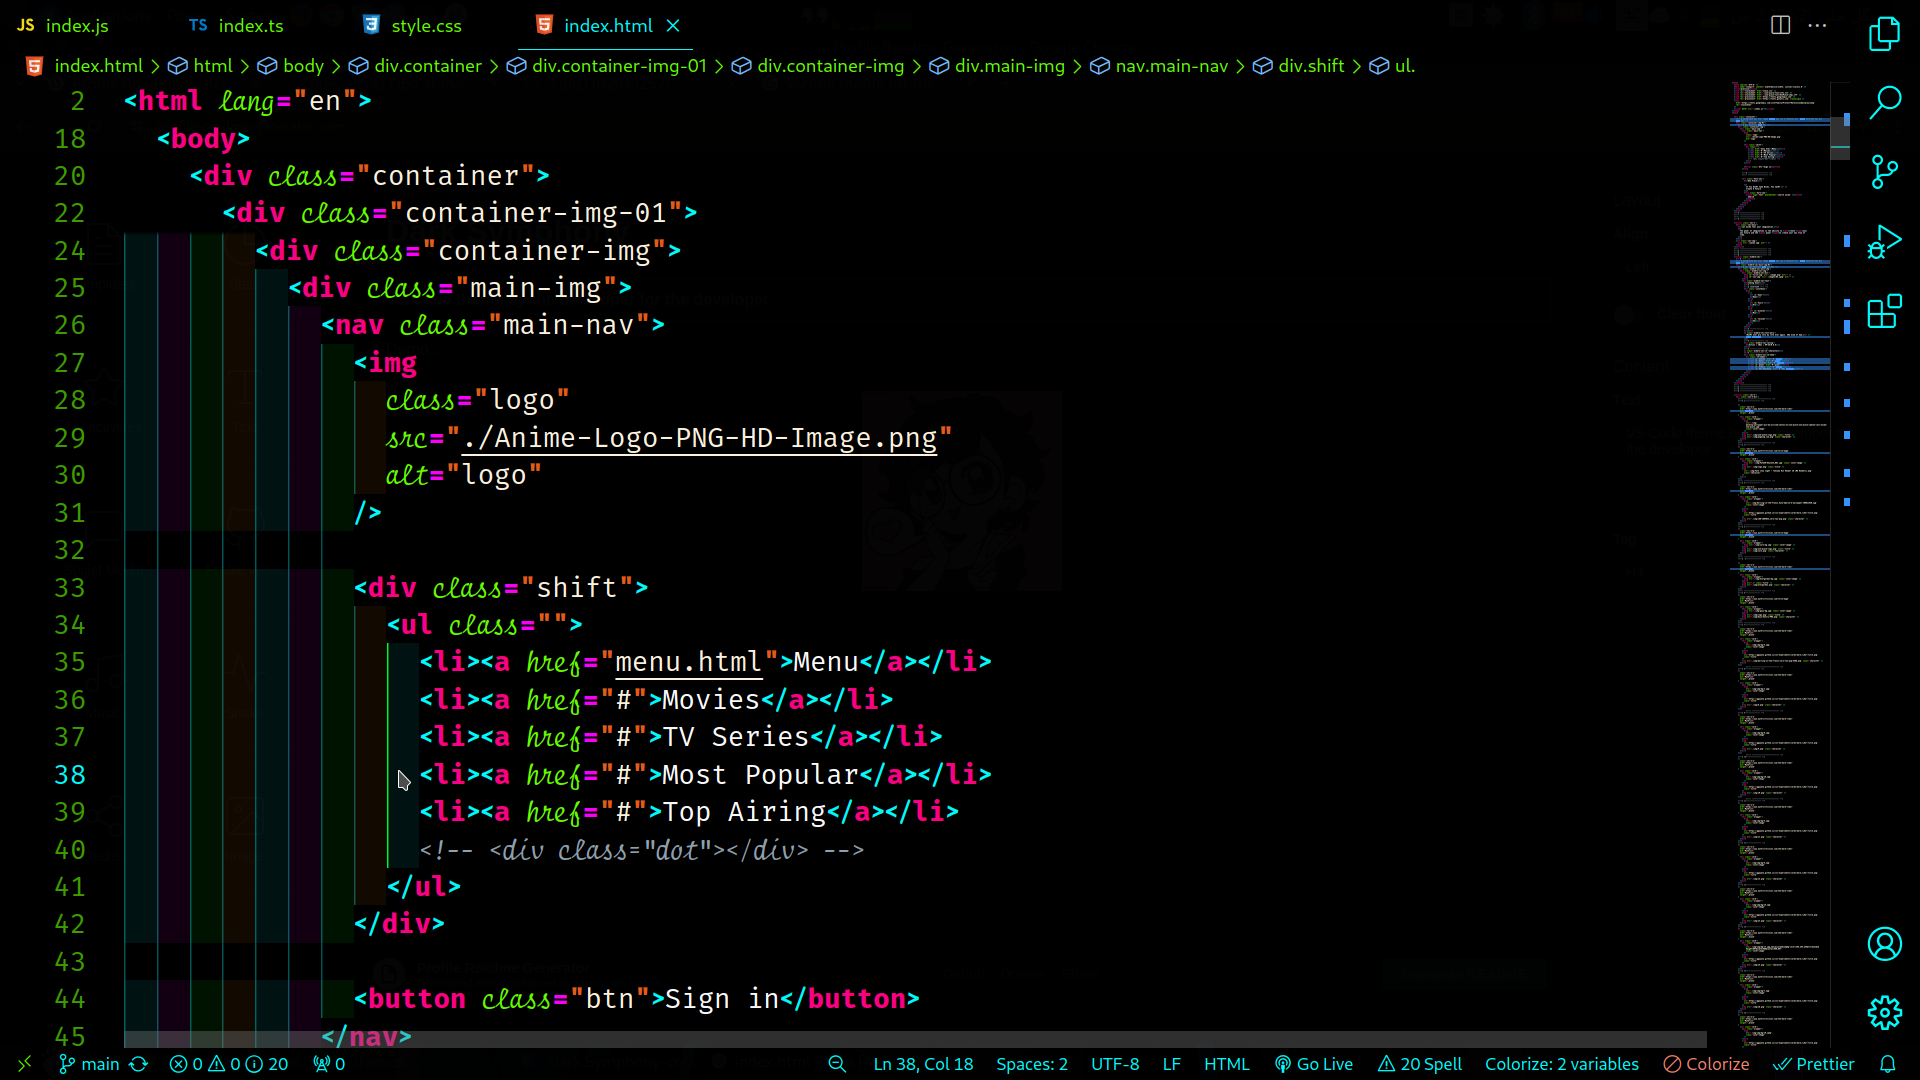 JS index.js TS index.ts style.css index.html
index.html > html > body > div.container > div.container-img-01 > div.container-img > div.main-img > nav.main-nav > div.shift > ul.
2 <html lang="en">
18 <body>
20 <div class="container">
22 <div class="container-img-01">
24 <div class="container-img">
25 <div class="main-img">
26 <nav class="main-nav">
27 <img
28 class="logo"
29 src="./Anime-Logo-PNG-HD-Image.png"
30 alt="logo"
31 />
32
33 <div class="shift">
34 <ul class="">
35 <li><a href="menu.html">Menu</a></li>
36 <li><a href="#">Movies</a></li>
37 <li><a href="#">TV Series</a></li>
38 <li><a href="#">Most Popular</a></li>
39 <li><a href="#">Top Airing</a></li>
40 <!-- <div class="dot"></div> -->
41 </ul>
42 </div>
43
44 <button class="btn">Sign in</button>
45 </nav>
main 0 0 20 0 Ln 38, Col 18 Spaces: 2 UTF-8 LF HTML Go Live 20 Spell Colorize: 2 variables Colorize Prettier